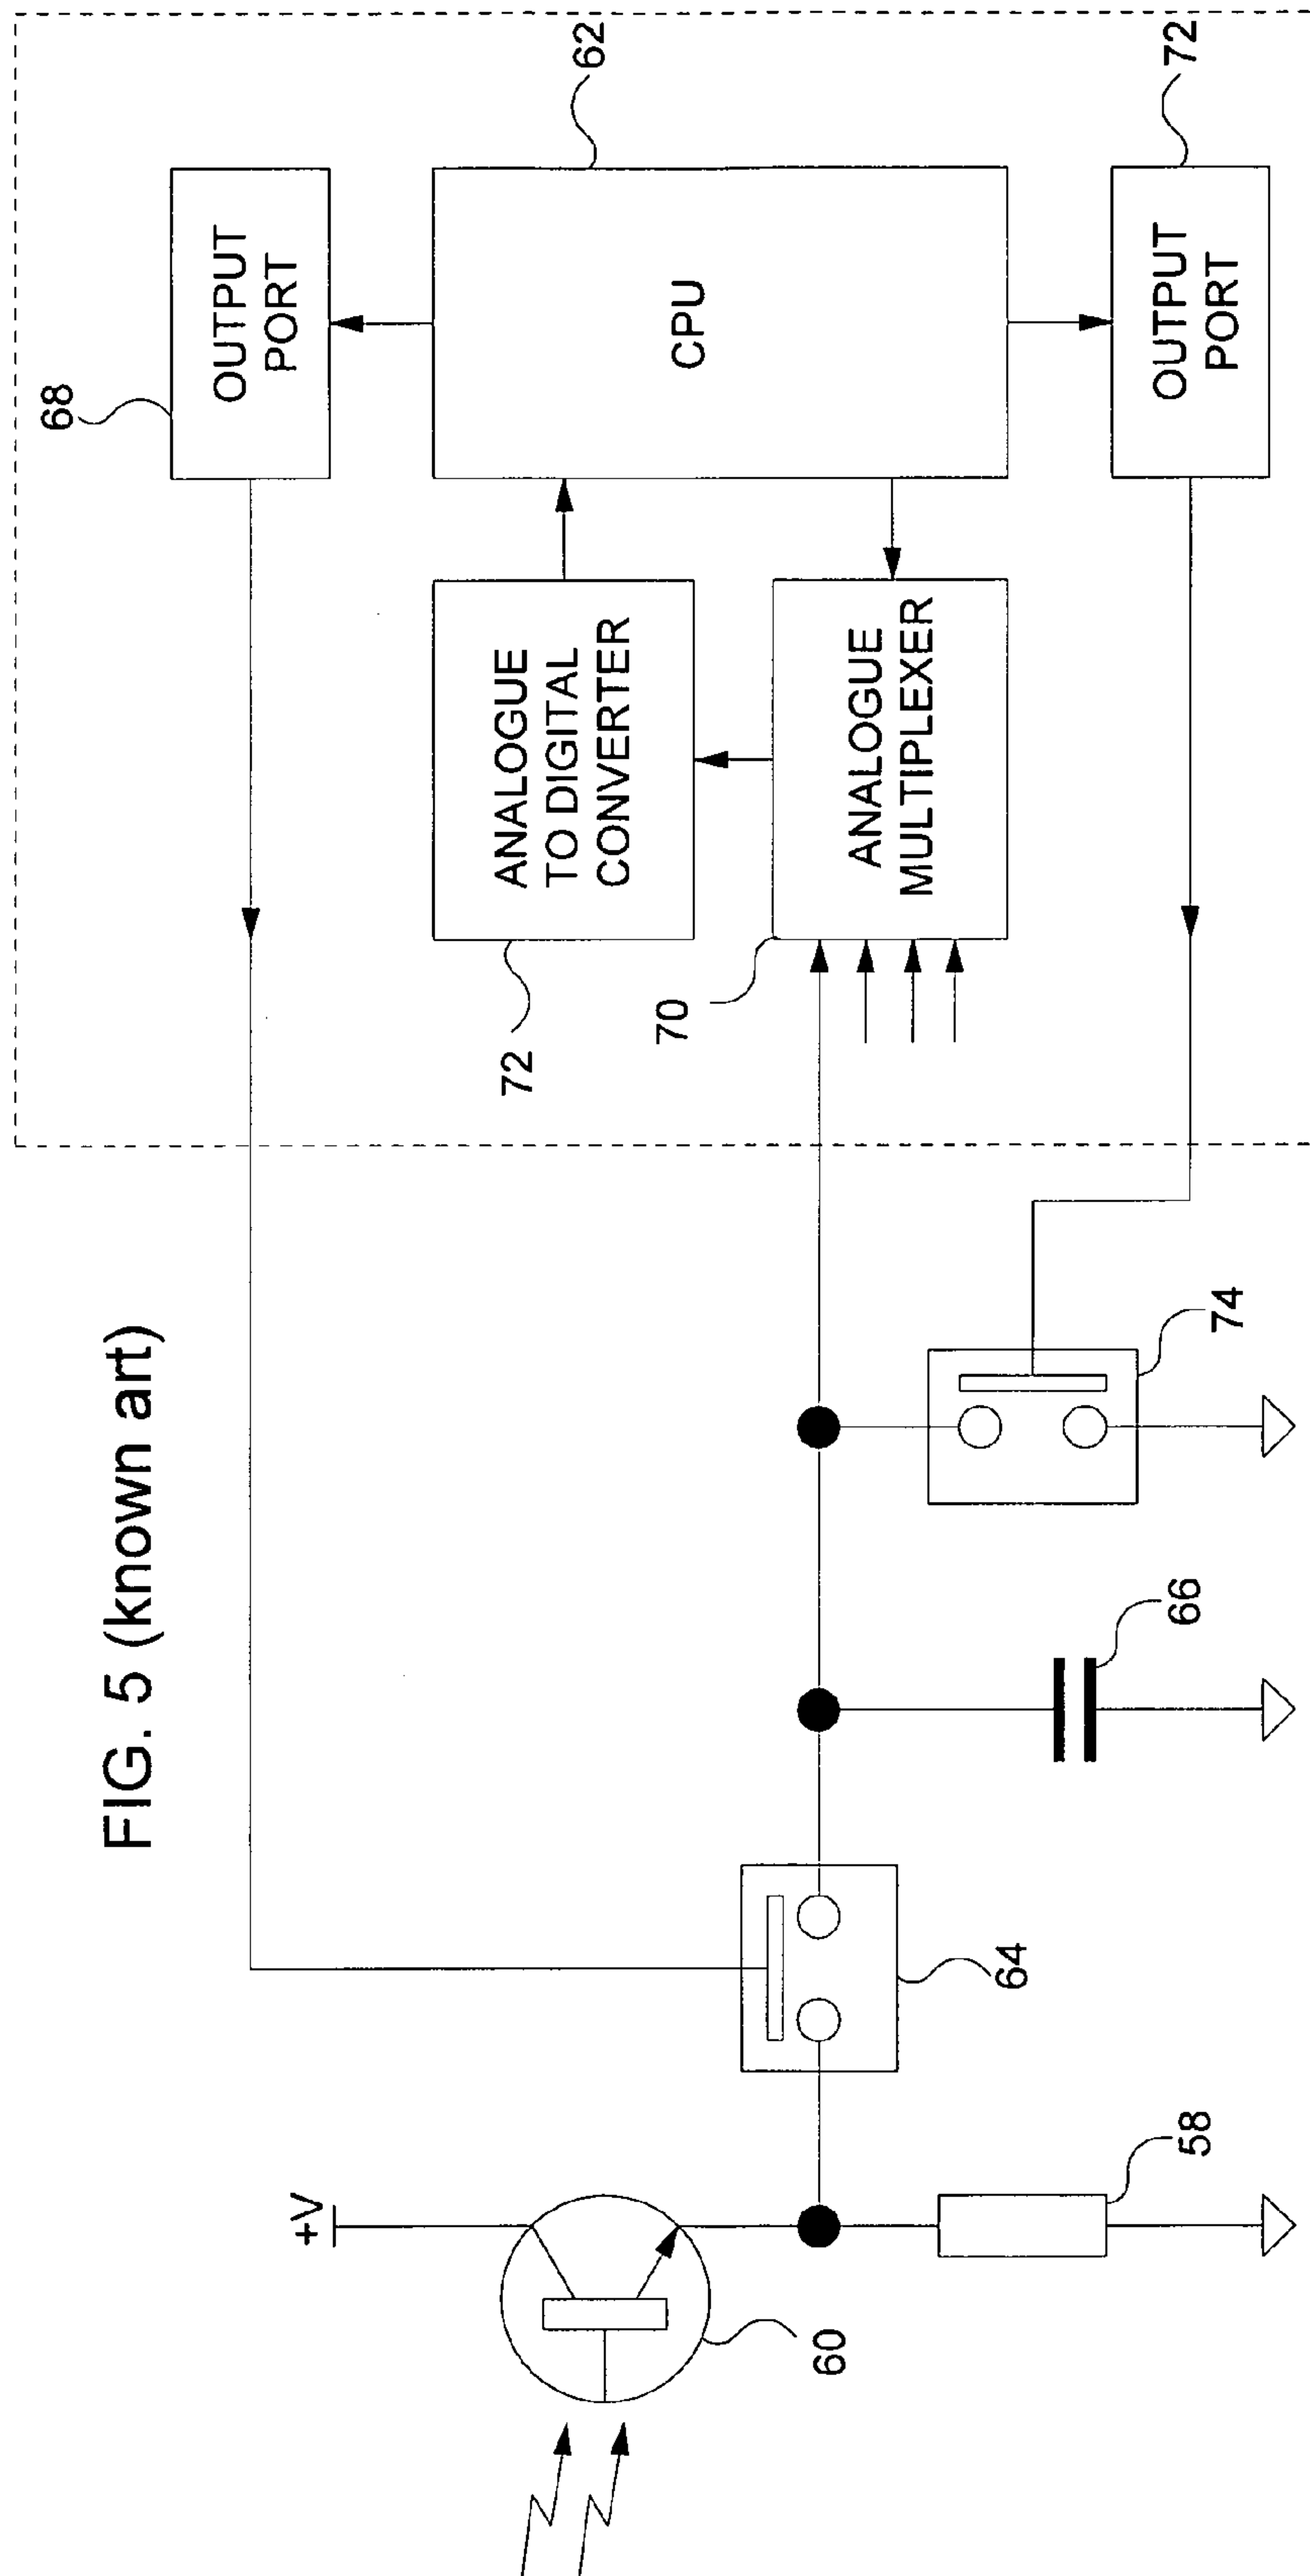 FIG. 5 (known art)
+V
60
58
64
66
74
68
OUTPUT
PORT
62
CPU
72
ANALOGUE
TO DIGITAL
CONVERTER
70
ANALOGUE
MULTIPLEXER
72
OUTPUT
PORT